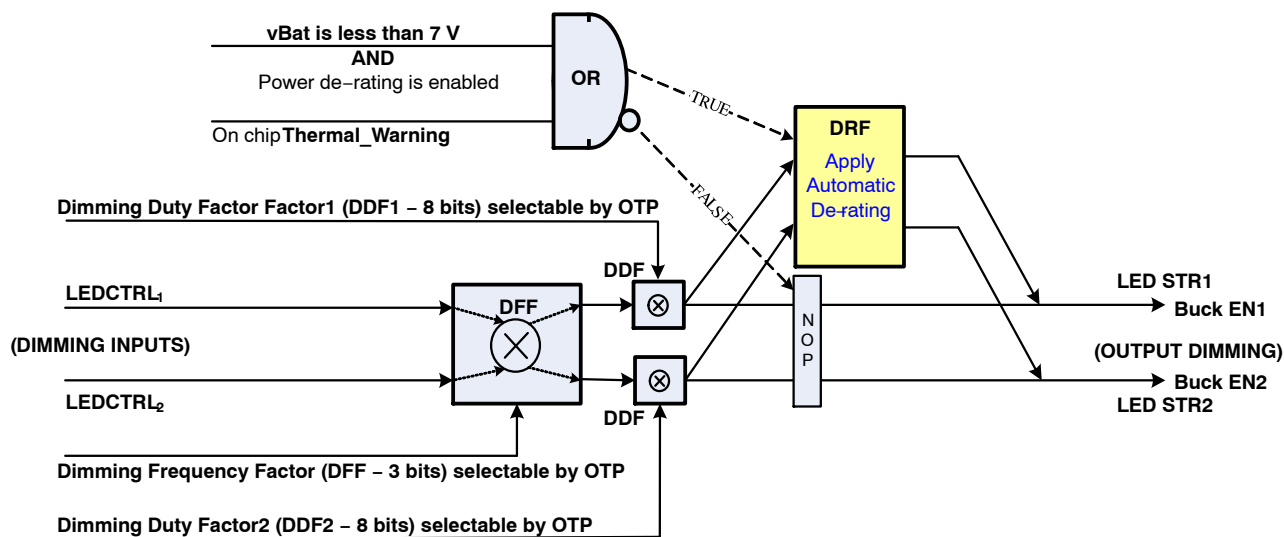 vBat is less than 7 V
AND
Power de−rating is enabled
On chip Thermal_Warning
OR
TRUE
FALSE
DRF
Apply
Automatic
De-rating
Dimming Duty Factor Factor1 (DDF1 − 8 bits) selectable by OTP
DDF
LEDCTRL1
DFF
(DIMMING INPUTS)
LEDCTRL2
DDF
NOP
LED STR1
Buck EN1
(OUTPUT DIMMING)
Buck EN2
LED STR2
Dimming Frequency Factor (DFF − 3 bits) selectable by OTP
Dimming Duty Factor2 (DDF2 − 8 bits) selectable by OTP